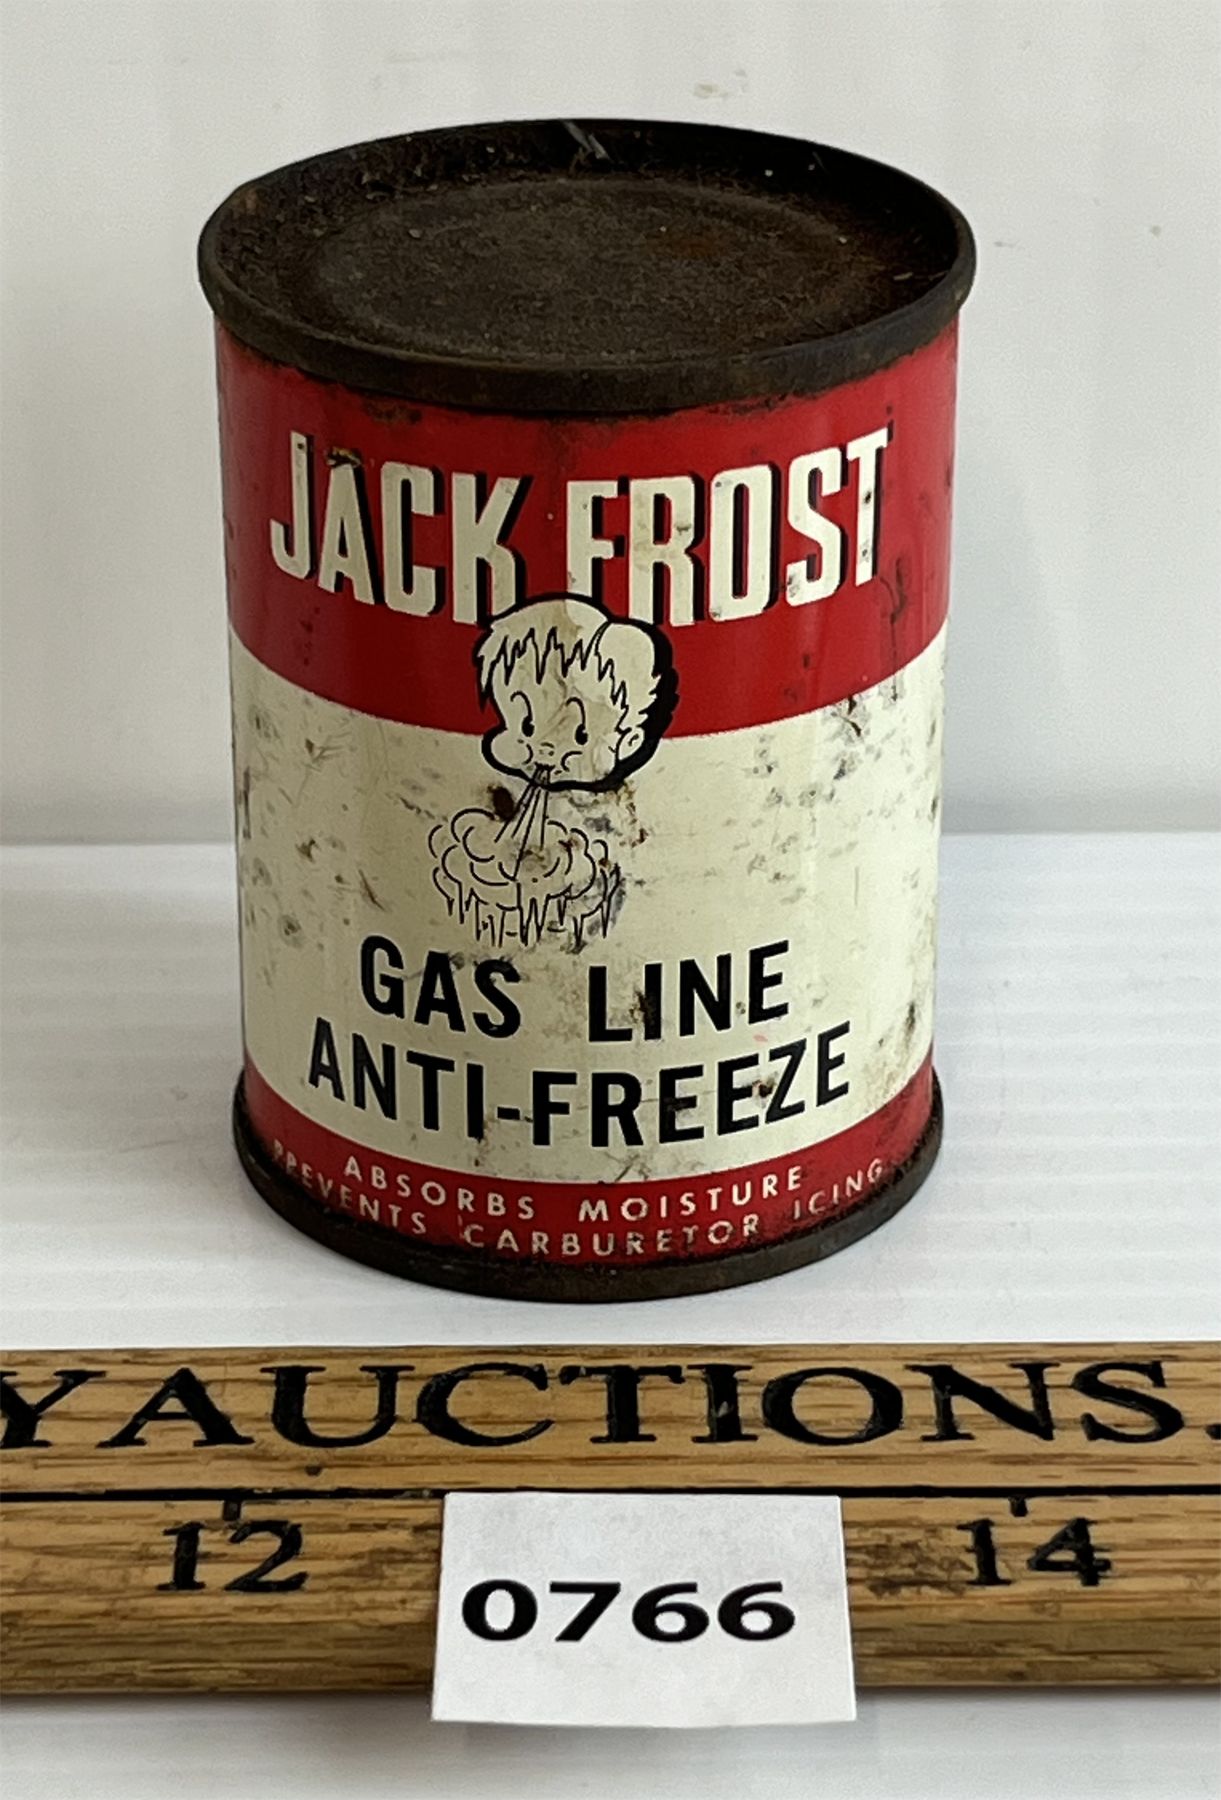 JACK FROST
GAS LINE
ANTI-FREEZE
ABSORBS MOISTURE
PREVENTS CARBURETOR ICING
YAUCTIONS.
12 14
0766